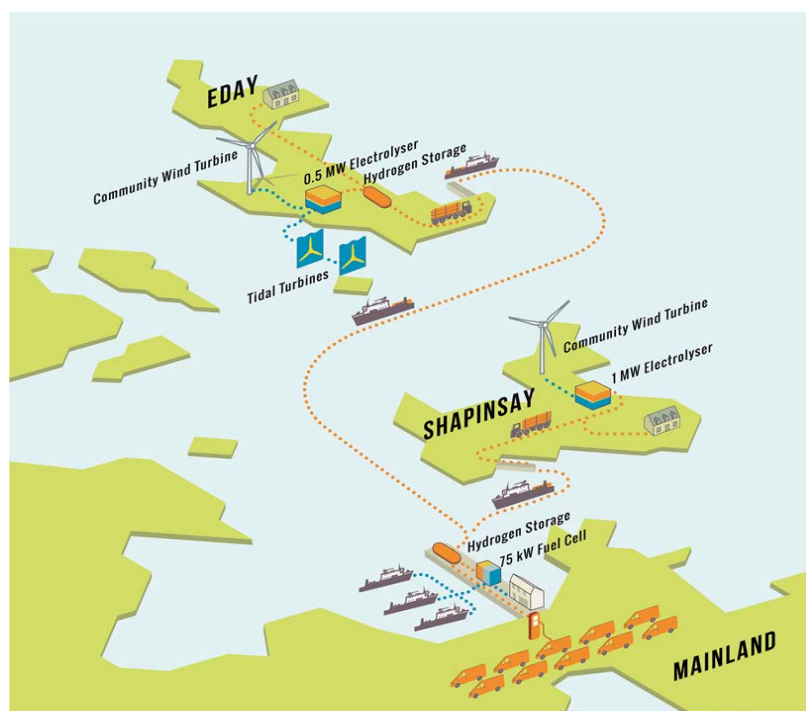 EDAY
Community Wind Turbine
0.5 MW Electrolyser
Hydrogen Storage
Tidal Turbines
Community Wind Turbine
1 MW Electrolyser
SHAPINSAY
Hydrogen Storage
75 kW Fuel Cell
MAINLAND